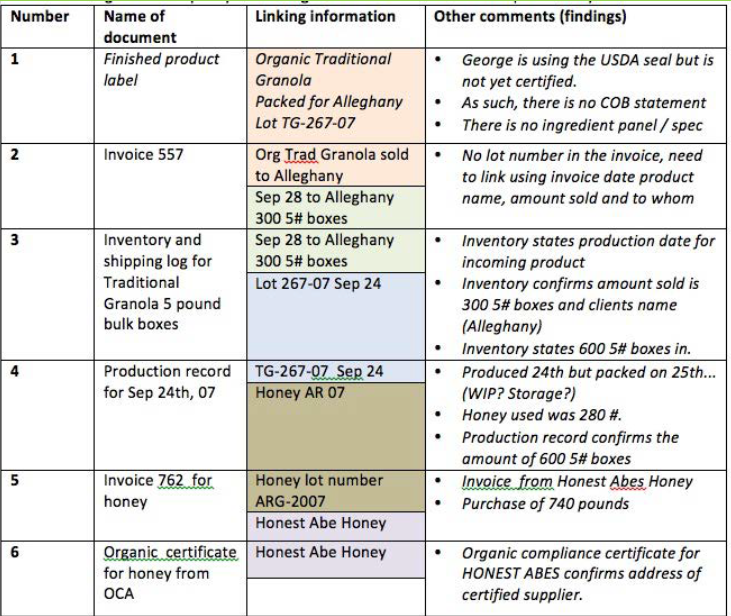 Number
Name of
document
Linking information
Other comments (findings)
1
Finished product
label
Organic Traditional
Granola
Packed for Alleghany
Lot TG-267-07
• George is using the USDA seal but is
not yet certified.
• As such, there is no COB statement
• There is no ingredient panel / spec
2
Invoice 557
Org Trad Granola sold
to Alleghany
Sep 28 to Alleghany
300 5# boxes
• No lot number in the invoice, need
to link using invoice date product
name, amount sold and to whom
3
Inventory and
shipping log for
Traditional
Granola 5 pound
bulk boxes
Sep 28 to Alleghany
300 5# boxes
Lot 267-07 Sep 24
• Inventory states production date for
incoming product
• Inventory confirms amount sold is
300 5# boxes and clients name
(Alleghany)
• Inventory states 600 5# boxes in.
4
Production record
for Sep 24th, 07
TG-267-07 Sep 24
Honey AR 07
• Produced 24th but packed on 25th...
(WIP? Storage?)
• Honey used was 280 #.
• Production record confirms the
amount of 600 5# boxes
5
Invoice 762 for
honey
Honey lot number
ARG-2007
Honest Abe Honey
• Invoice from Honest Abes Honey
• Purchase of 740 pounds
6
Organic certificate
for honey from
OCA
Honest Abe Honey
• Organic compliance certificate for
HONEST ABES confirms address of
certified supplier.